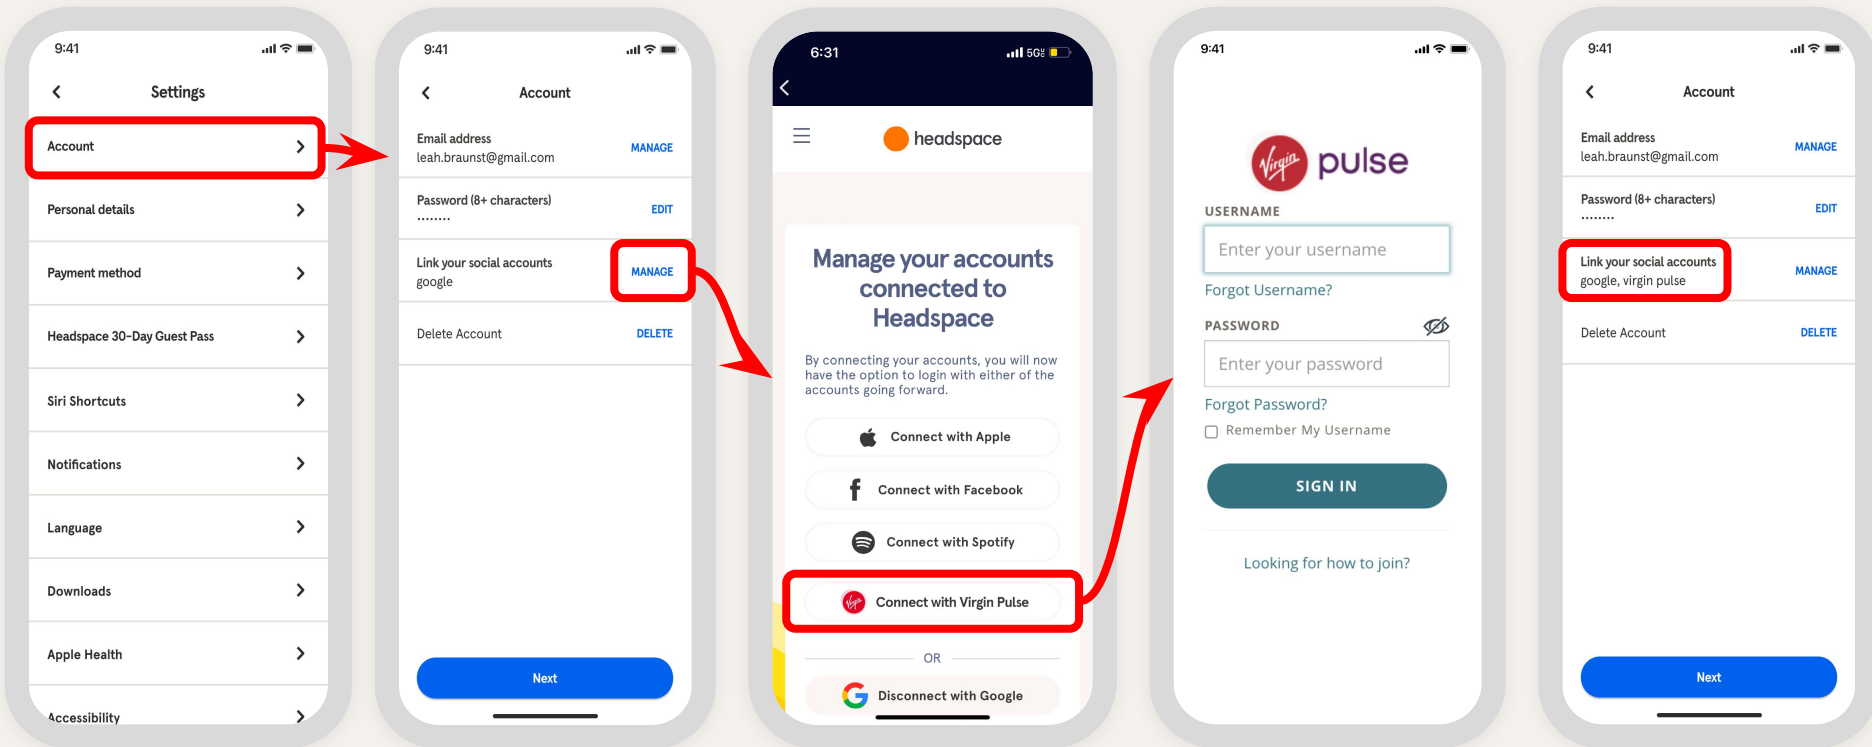 9:41
Settings
Account
Personal details
Payment method
Headspace 30-Day Guest Pass
Siri Shortcuts
Notifications
Language
Downloads
Apple Health
Accessibility
9:41
Account
Email address
leah.braunst@gmail.com
MANAGE
Password (8+ characters)
••••••••
EDIT
Link your social accounts
google
MANAGE
Delete Account
DELETE
Next
6:31
5G
headspace
Manage your accounts
connected to
Headspace
By connecting your accounts, you will now
have the option to login with either of the
accounts going forward.
Connect with Apple
Connect with Facebook
Connect with Spotify
Virgin
Connect with Virgin Pulse
OR
Disconnect with Google
9:41
Virgin pulse
USERNAME
Enter your username
Forgot Username?
PASSWORD
Enter your password
Forgot Password?
Remember My Username
SIGN IN
Looking for how to join?
9:41
Account
Email address
leah.braunst@gmail.com
MANAGE
Password (8+ characters)
••••••••
EDIT
Link your social accounts
google, virgin pulse
MANAGE
Delete Account
DELETE
Next